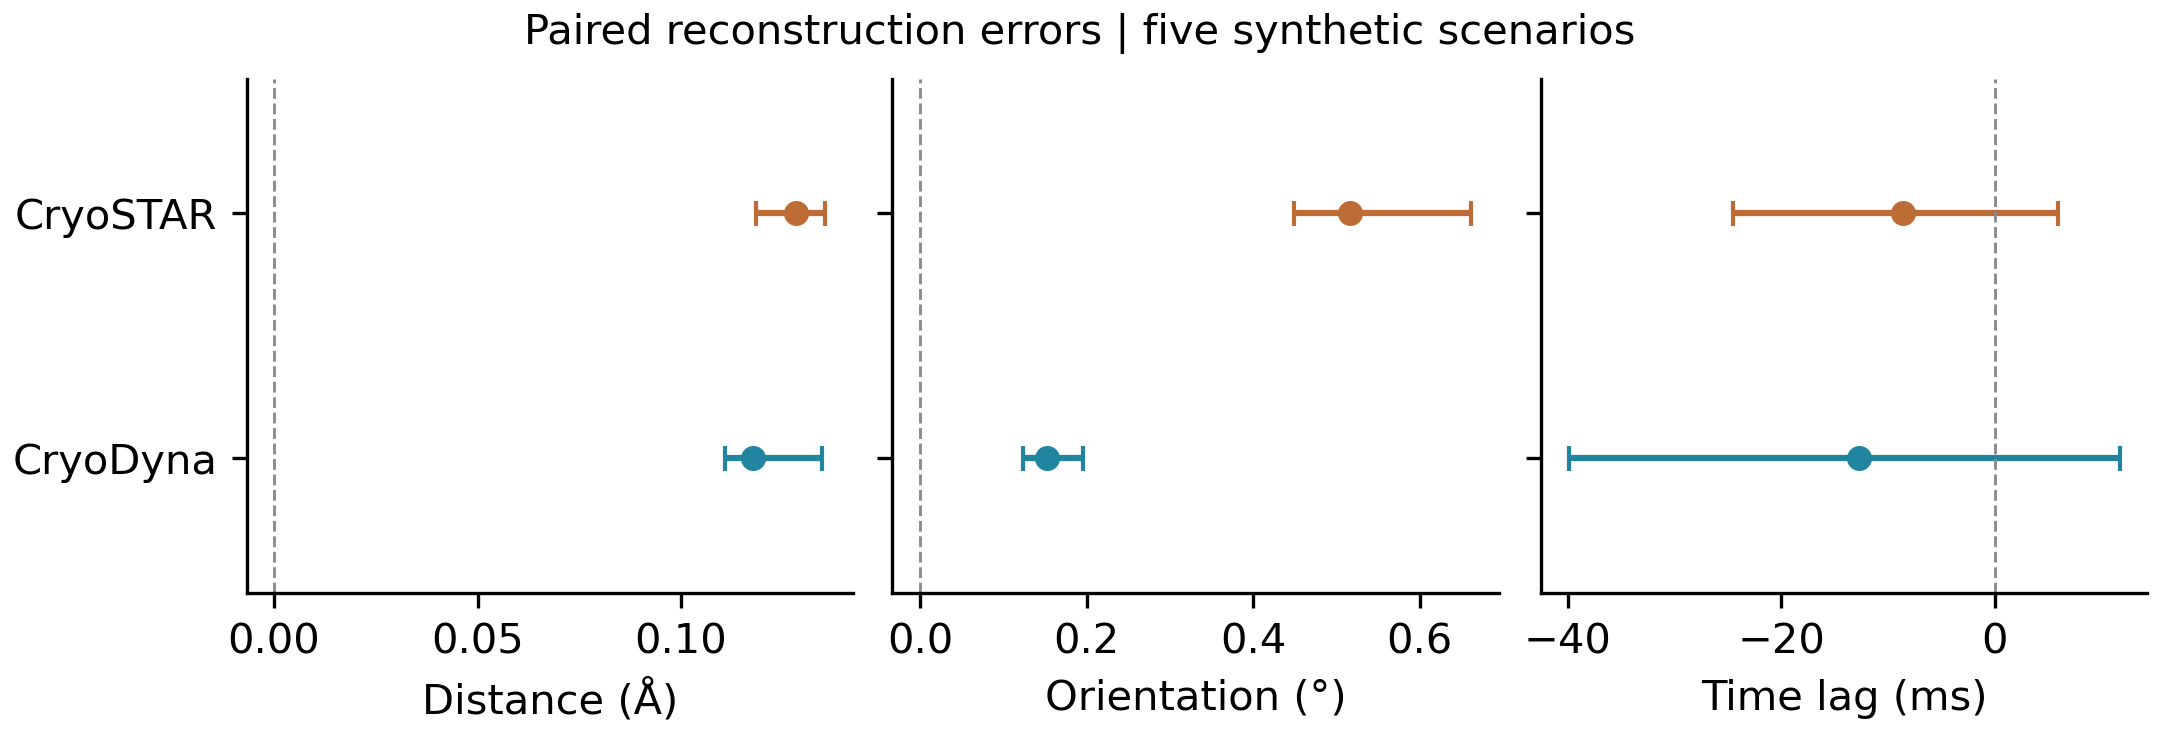 Paired reconstruction errors | five synthetic scenarios
CryoSTAR
CryoDyna
0.00 0.05 0.10
Distance (Å)
0.0 0.2 0.4 0.6
Orientation (°)
−40 −20 0
Time lag (ms)